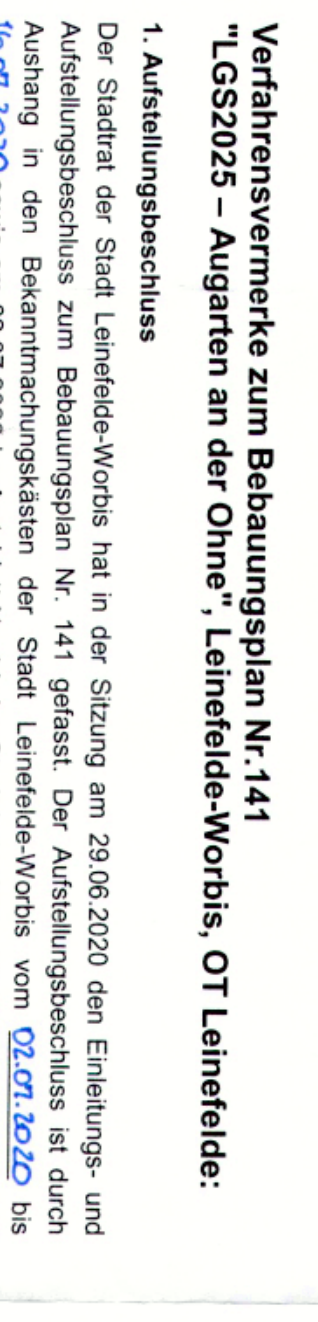 Verfahrensvermerke zum Bebauungsplan Nr.141
"LGS2025 – Augarten an der Ohne", Leinefelde-Worbis, OT Leinefelde:
1. Aufstellungsbeschluss
Der Stadtrat der Stadt Leinefelde-Worbis hat in der Sitzung am 29.06.2020 den Einleitungs- und
Aufstellungsbeschluss zum Bebauungsplan Nr. 141 gefasst. Der Aufstellungsbeschluss ist durch
Aushang in den Bekanntmachungskästen der Stadt Leinefelde-Worbis vom 02.07.2020 bis